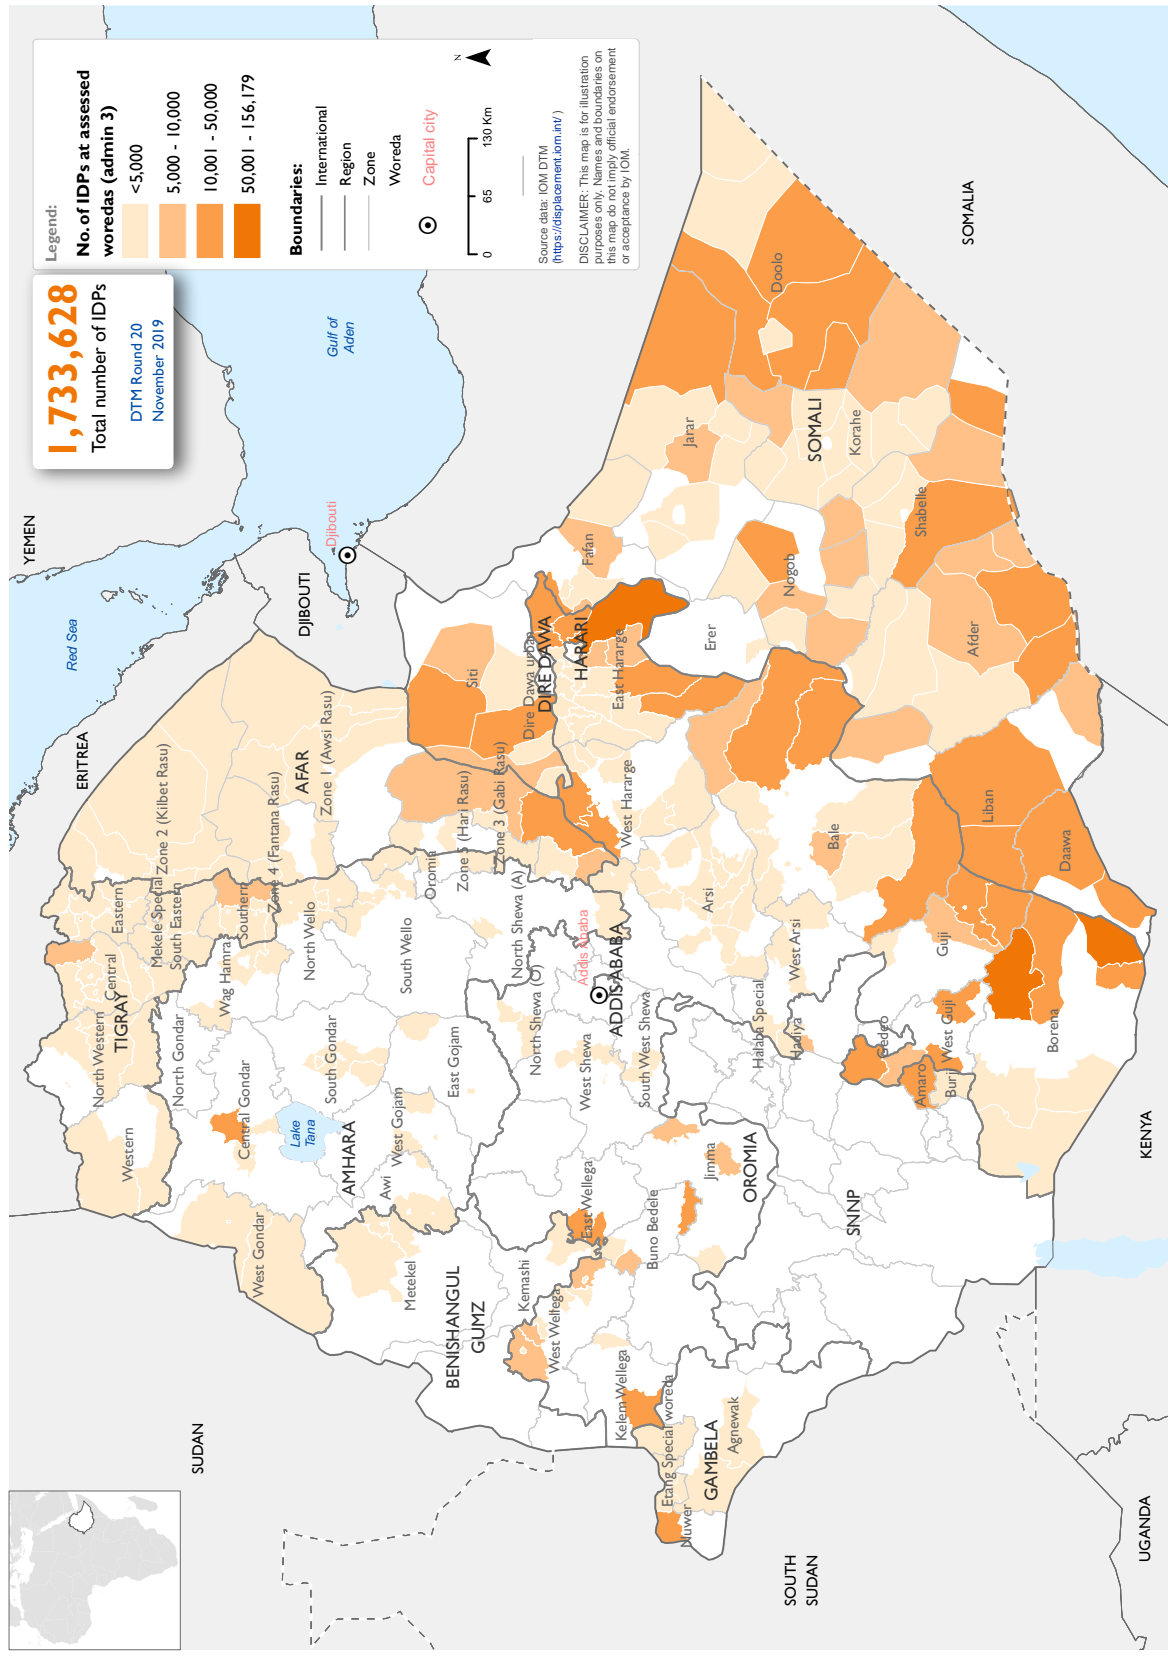 1,733,628
Total number of IDPs
DTM Round 20
November 2019
Legend:
No. of IDPs at assessed
woredas (admin 3)
<5,000
5,000 - 10,000
10,001 - 50,000
50,001 - 156,179
Boundaries:
International
Region
Zone
Woreda
Capital city
N
0
65
130 Km
Source data: IOM DTM
(https://displacement.iom.int/ )
DISCLAIMER: This map is for illustration
purposes only. Names and boundaries on
this map do not imply official endorsement
or acceptance by IOM.
SUDAN
ERITREA
Red Sea
YEMEN
DJIBOUTI
Djibouti
Gulf of
Aden
SOMALIA
KENYA
UGANDA
SOUTH
SUDAN
TIGRAY
Western
North Western
Central
Eastern
Mekele Special
South Eastern
Southern
AFAR
Zone 2 (Kilbet Rasu)
Zone 4 (Fantana Rasu)
Zone 1 (Awsi Rasu)
Zone 5 (Hari Rasu)
Zone 3 (Gabi Rasu)
AMHARA
West Gondar
Central Gondar
North Gondar
Wag Hamra
North Wello
South Gondar
Lake
Tana
South Wello
Awi
West Gojam
East Gojam
Oromia
North Shewa (A)
BENISHANGUL
GUMZ
Metekel
Kemashi
OROMIA
West Wellega
East Wellega
Kelem Wellega
Buno Bedele
Jimma
West Shewa
North Shewa (O)
South West Shewa
Addis Ababa
ADDIS ABABA
Arsi
West Arsi
West Hararge
East Hararge
Bale
Guji
West Guji
Borena
GAMBELA
Etang Special woreda
Nuwer
Agnewak
SNNP
Halaba Special
Hadiya
Gedeo
Amaro
Burji
DIRE DAWA
Dire Dawa urban
HARARI
SOMALI
Siti
Fafan
Jarar
Erer
Nogob
Doolo
Korahe
Shabelle
Afder
Liban
Daawa